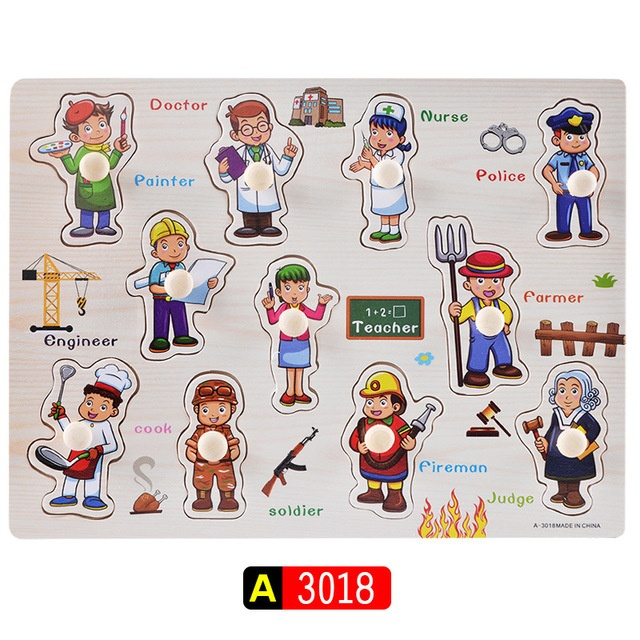 Doctor
Nurse
Painter
Police
Engineer
1+2=□
Teacher
Farmer
cook
soldier
Fireman
Judge
A-3018MADE IN CHINA
A 3018